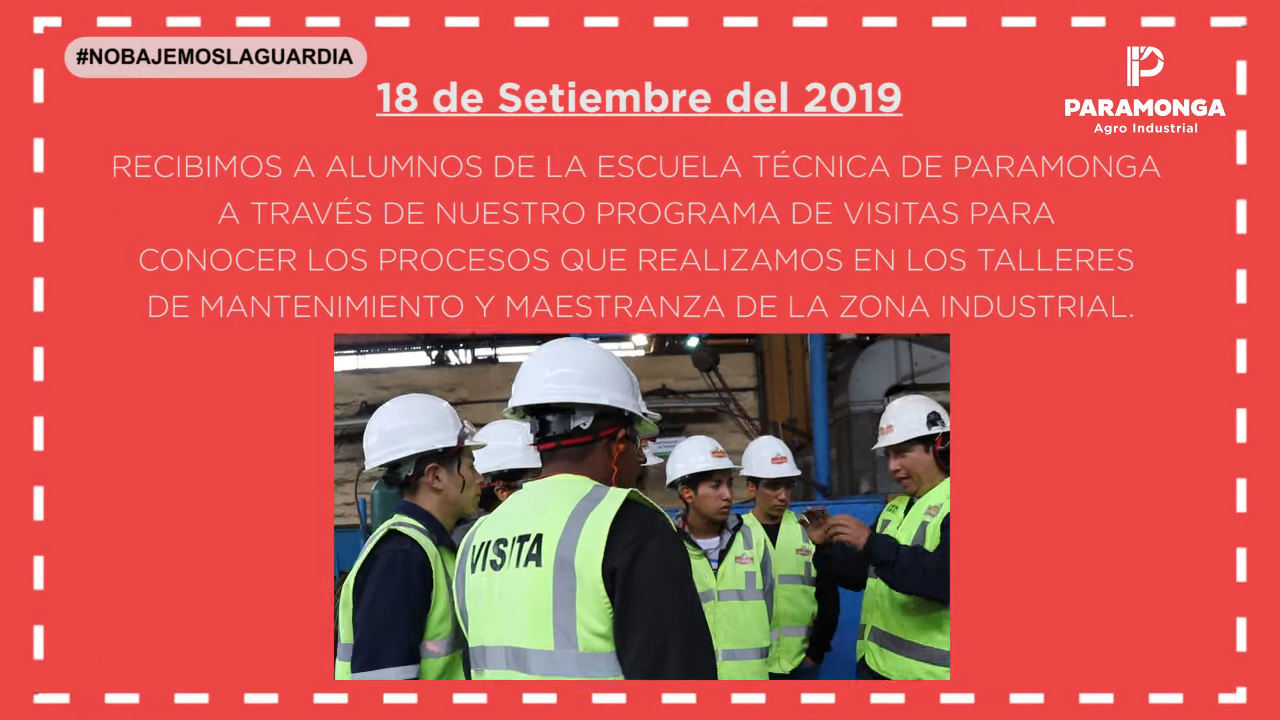 #NOBAJEMOSLAGUARDIA
18 de Setiembre del 2019
PARAMONGA
Agro Industrial
RECIBIMOS A ALUMNOS DE LA ESCUELA TÉCNICA DE PARAMONGA
A TRAVÉS DE NUESTRO PROGRAMA DE VISITAS PARA
CONOCER LOS PROCESOS QUE REALIZAMOS EN LOS TALLERES
DE MANTENIMIENTO Y MAESTRANZA DE LA ZONA INDUSTRIAL.
VISITA